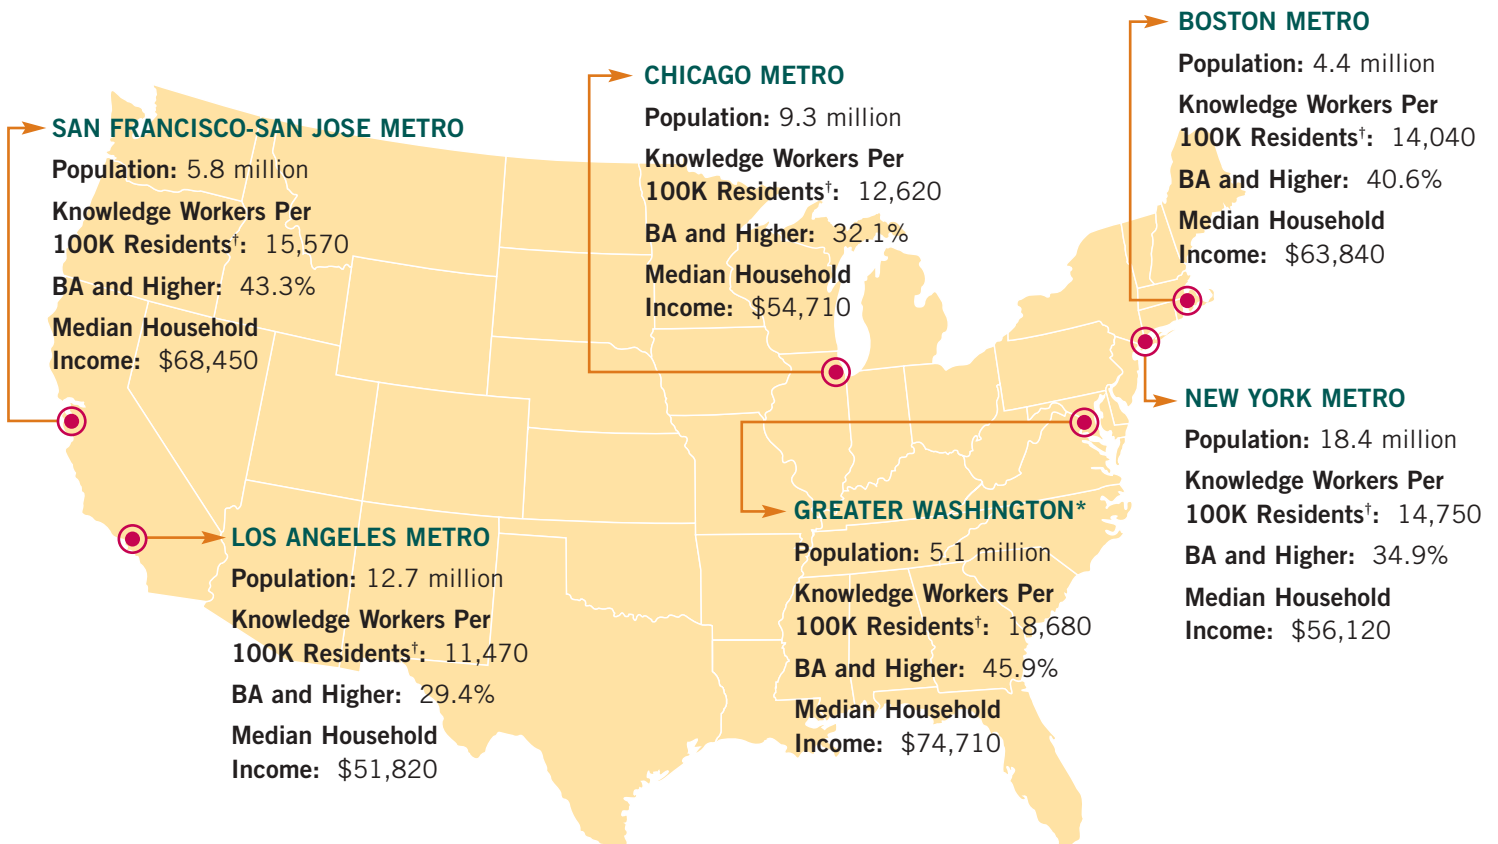 SAN FRANCISCO-SAN JOSE METRO
Population: 5.8 million
Knowledge Workers Per
100K Residents†: 15,570
BA and Higher: 43.3%
Median Household
Income: $68,450
CHICAGO METRO
Population: 9.3 million
Knowledge Workers Per
100K Residents†: 12,620
BA and Higher: 32.1%
Median Household
Income: $54,710
BOSTON METRO
Population: 4.4 million
Knowledge Workers Per
100K Residents†: 14,040
BA and Higher: 40.6%
Median Household
Income: $63,840
LOS ANGELES METRO
Population: 12.7 million
Knowledge Workers Per
100K Residents†: 11,470
BA and Higher: 29.4%
Median Household
Income: $51,820
GREATER WASHINGTON*
Population: 5.1 million
Knowledge Workers Per
100K Residents†: 18,680
BA and Higher: 45.9%
Median Household
Income: $74,710
NEW YORK METRO
Population: 18.4 million
Knowledge Workers Per
100K Residents†: 14,750
BA and Higher: 34.9%
Median Household
Income: $56,120